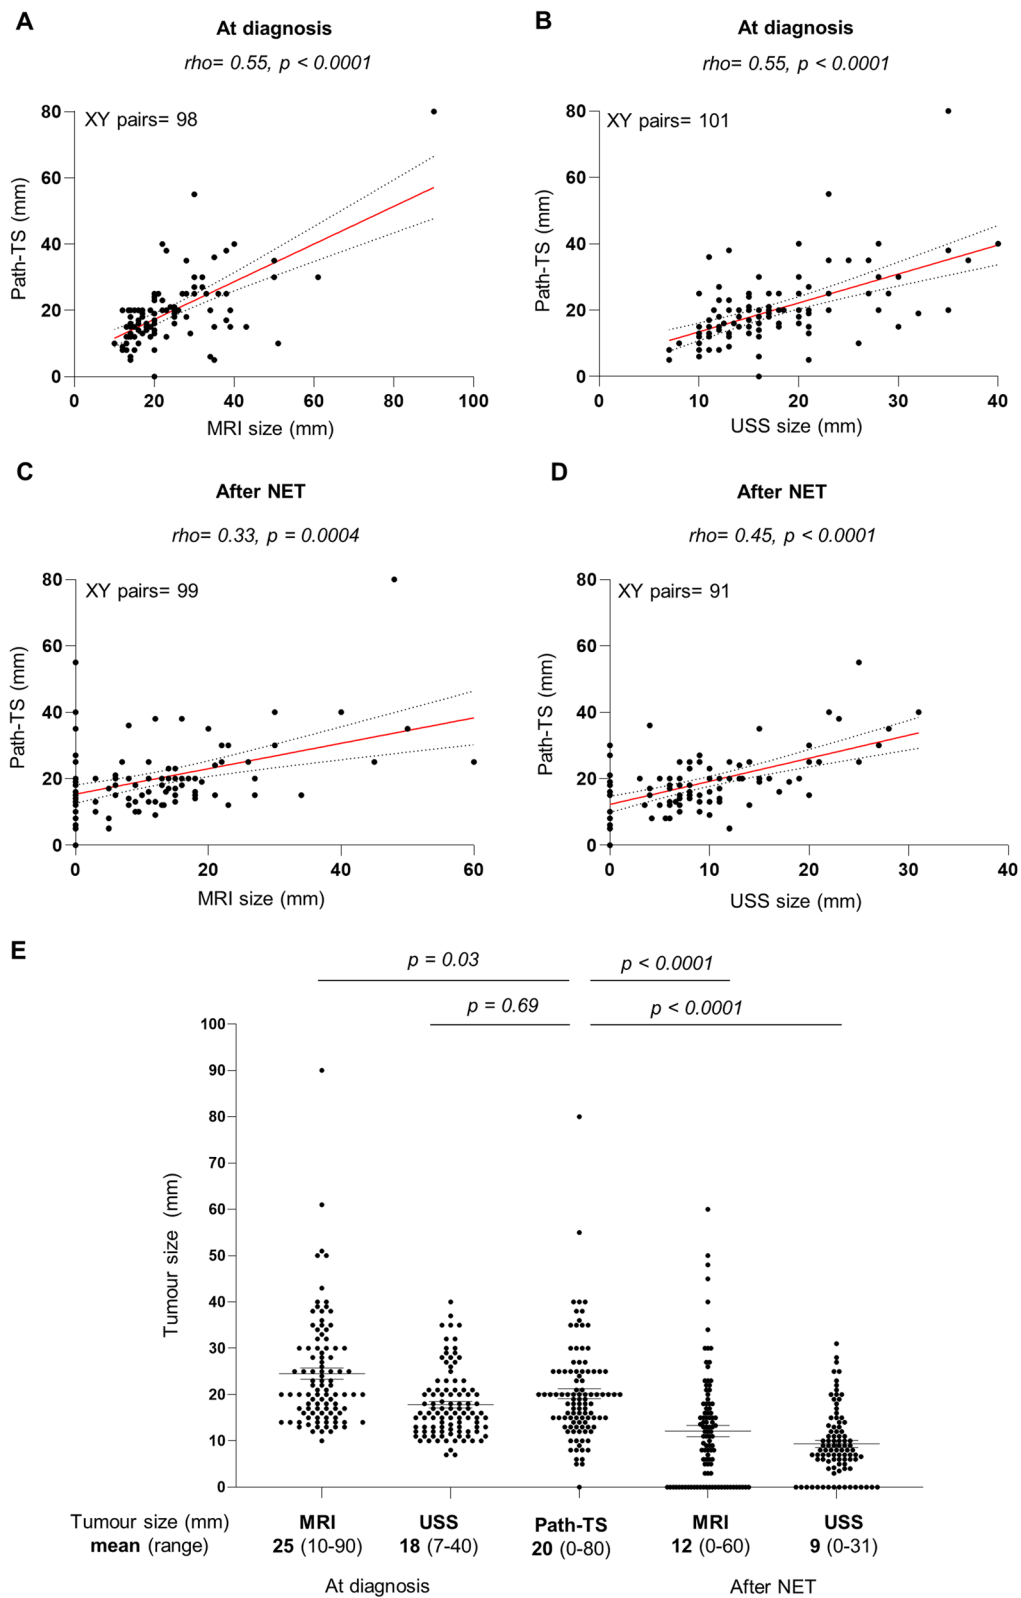 A
At diagnosis
rho= 0.55, p < 0.0001
XY pairs= 98
Path-TS (mm)
80
60
40
20
0
0 20 40 60 80 100
MRI size (mm)
B
At diagnosis
rho= 0.55, p < 0.0001
XY pairs= 101
Path-TS (mm)
80
60
40
20
0
0 10 20 30 40
USS size (mm)
C
After NET
rho= 0.33, p = 0.0004
XY pairs= 99
Path-TS (mm)
80
60
40
20
0
0 20 40 60
MRI size (mm)
D
After NET
rho= 0.45, p < 0.0001
XY pairs= 91
Path-TS (mm)
80
60
40
20
0
0 10 20 30 40
USS size (mm)
E
p = 0.03 p < 0.0001
p = 0.69 p < 0.0001
Tumour size (mm)
100
90
80
70
60
50
40
30
20
10
0
Tumour size (mm) MRI USS Path-TS MRI USS
mean (range) 25 (10-90) 18 (7-40) 20 (0-80) 12 (0-60) 9 (0-31)
At diagnosis After NET